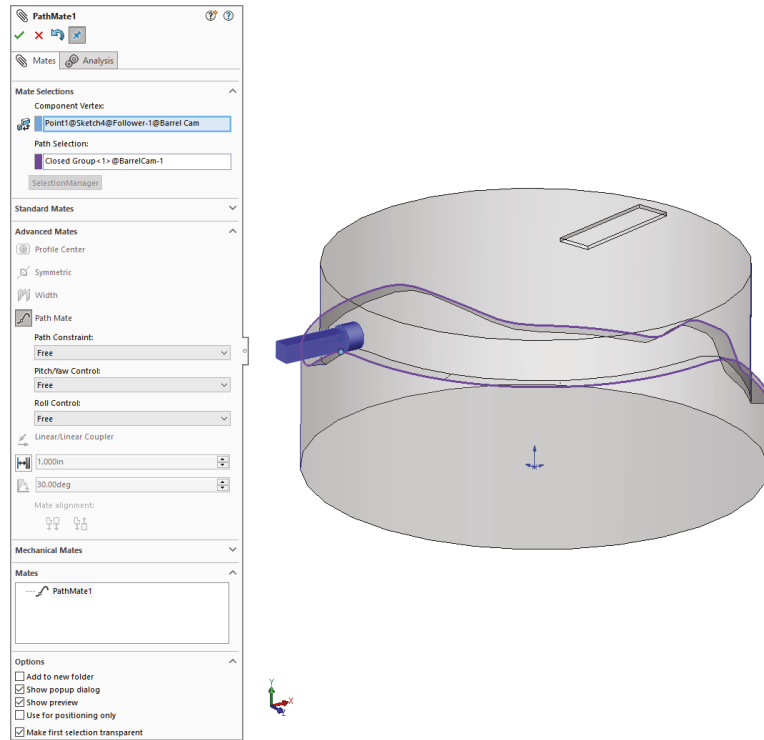 PathMate1
Mates
Analysis
Mate Selections
Component Vertex:
Point1@Sketch4@Follower-1@Barrel Cam
Path Selection:
Closed Group<1>@BarrelCam-1
SelectionManager
Standard Mates
Advanced Mates
Profile Center
Symmetric
Width
Path Mate
Path Constraint:
Free
Pitch/Yaw Control:
Free
Roll Control:
Free
Linear/Linear Coupler
1.000in
30.00deg
Mate alignment:
Mechanical Mates
Mates
PathMate1
Options
Add to new folder
Show popup dialog
Show preview
Use for positioning only
Make first selection transparent
Y
X
Z